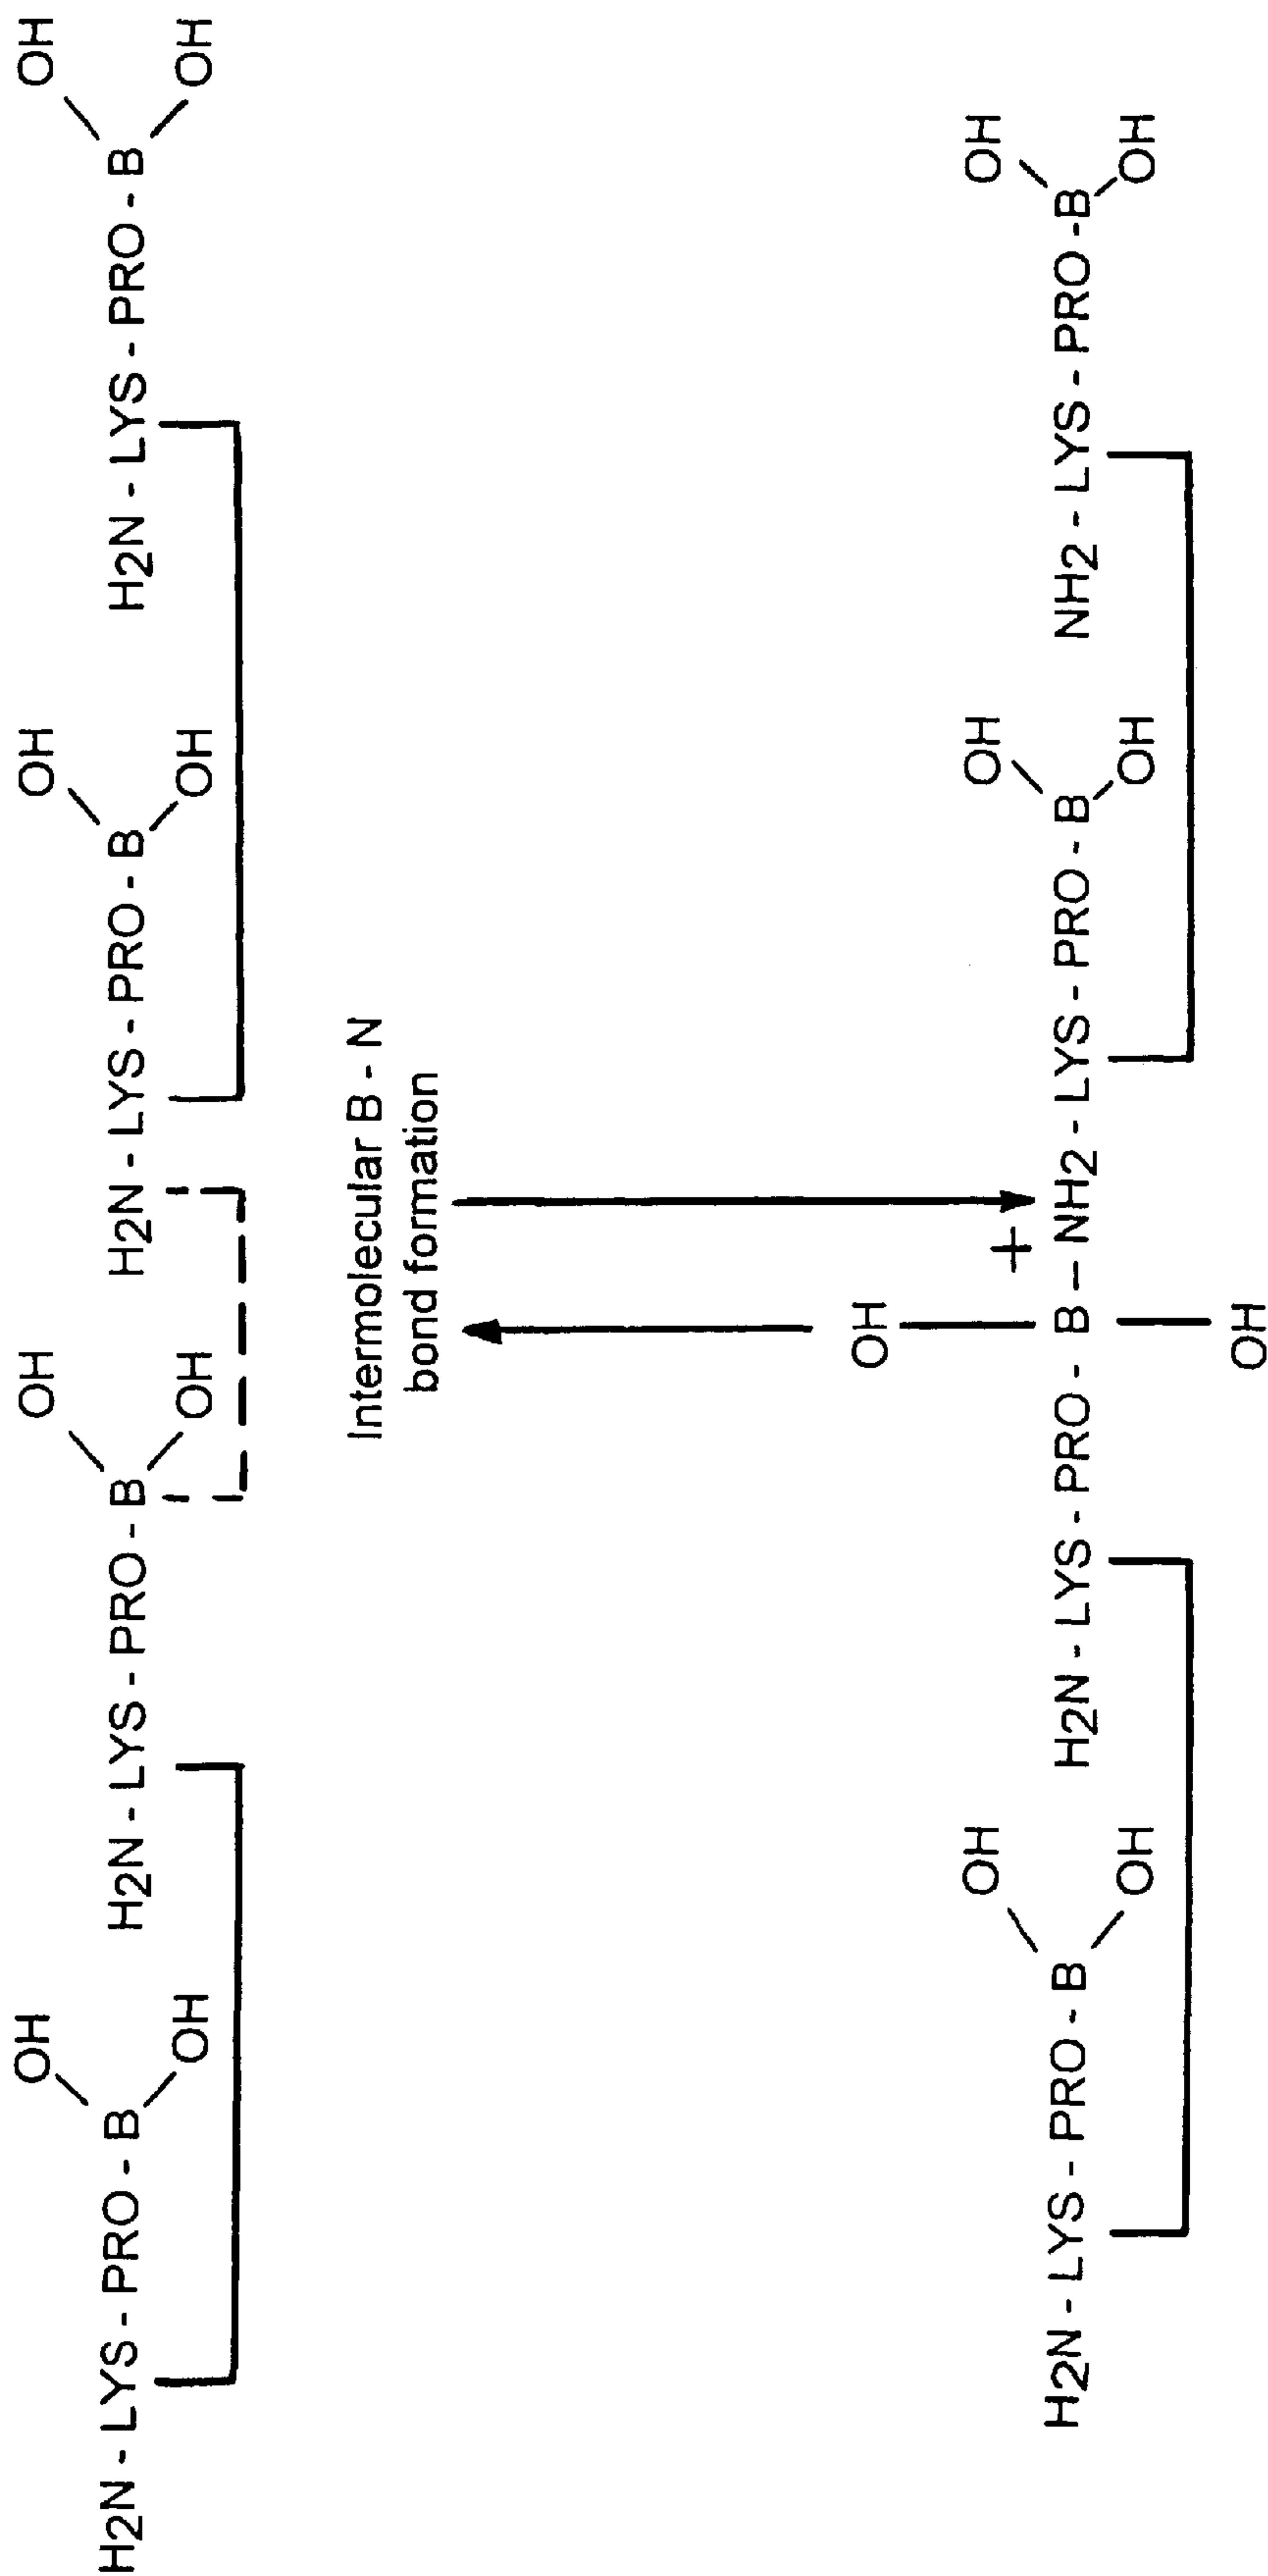 OH OH OH OH
H2N - LYS - PRO - B H2N - LYS - PRO - B H2N - LYS - PRO - B H2N - LYS - PRO - B
OH OH OH OH
Intermolecular B - N
bond formation
OH
OH + OH OH
H2N - LYS - PRO - B H2N - LYS - PRO - B - NH2 - LYS - PRO - B NH2 - LYS - PRO - B
OH OH OH
OH